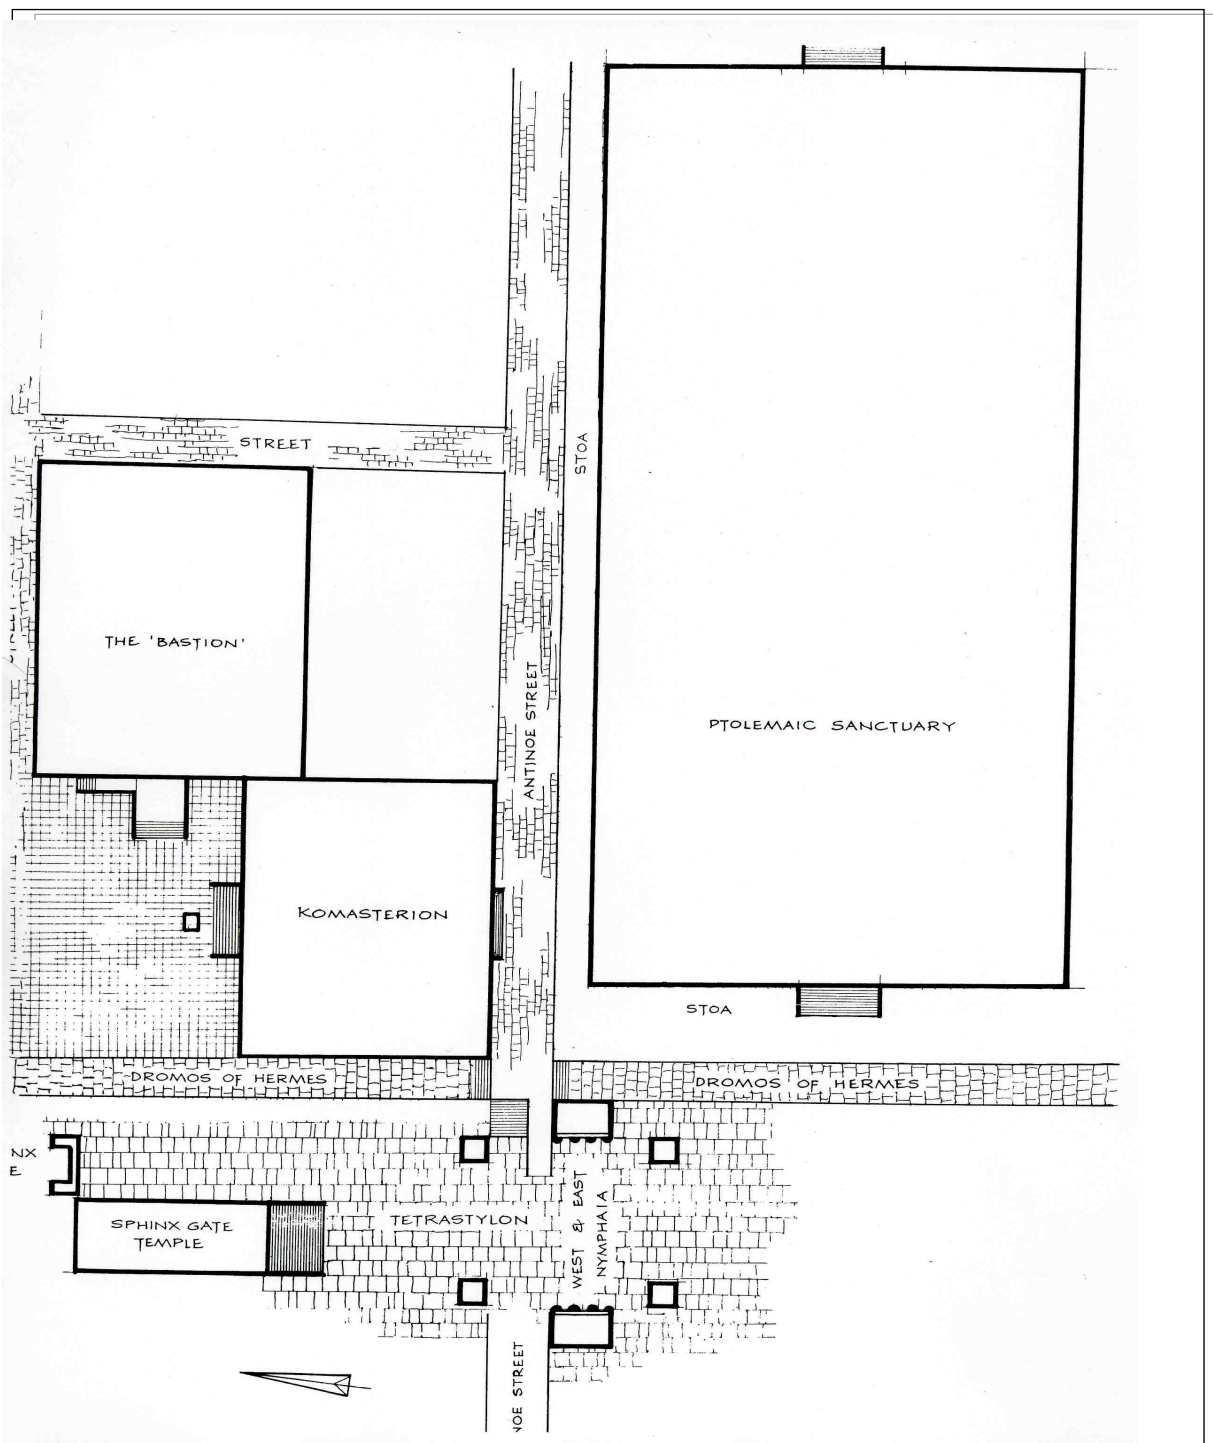 STREET
STOA
THE 'BASTION'
ANTINOE STREET
PTOLEMAIC SANCTUARY
KOMASTERION
STOA
DROMOS OF HERMES
DROMOS OF HERMES
NX
E
SPHINX GATE
TEMPLE
TETRASTYLON
WEST & EAST
NYMPHAIA
NOE STREET